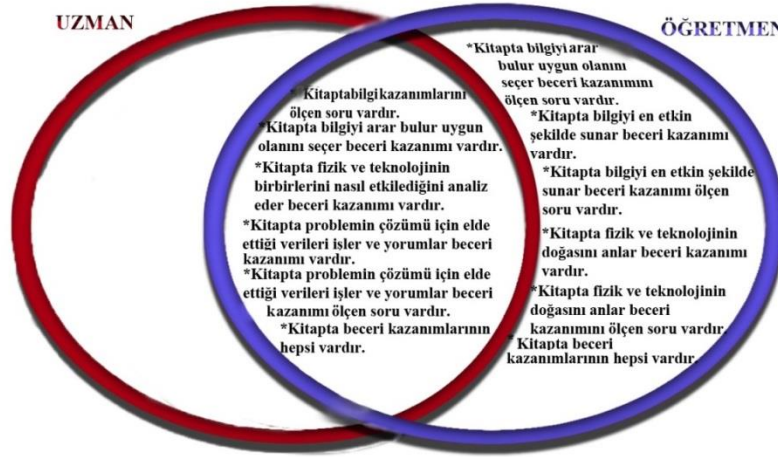 UZMAN
ÖĞRETMEN
* Kitaptabilgikazanımlarını
ölçen soru vardır.
*Kitapta bilgiyi arar bulur uygun
olanını seçer beceri kazanımı vardır.
*Kitapta fizik ve teknolojinin
birbirlerini nasıl etkilediğini analiz
eder beceri kazanımı vardır.
*Kitapta problemin çözümü için elde
ettiği verileri işler ve yorumlar beceri
kazanımı vardır.
*Kitapta problemin çözümü için elde
ettiği verileri işler ve yorumlar beceri
kazanımı ölçen soru vardır.
*Kitapta beceri kazanımlarının
hepsi vardır.
*Kitapta bilgiyi arar
bulur uygun olanını
seçer beceri kazanımını
ölçen soru vardır.
*Kitapta bilgiyi en etkin
şekilde sunar beceri kazanımı
vardır.
*Kitapta bilgiyi en etkin şekilde
sunar beceri kazanımı ölçen
soru vardır.
*Kitapta fizik ve teknolojinin
doğasını anlar beceri kazanımı
vardır.
*Kitapta fizik ve teknolojinin
doğasını anlar beceri
kazanımını ölçen soru vardır.
* Kitapta beceri
kazanımlarının hepsi vardır.